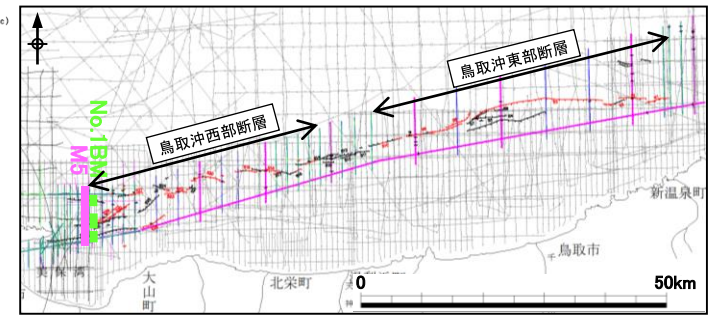 e)
鳥取沖東部断層
鳥取沖西部断層
No.1BM
M5
新温泉町
鳥取市
北栄町
大山町
美保湾
0
50km